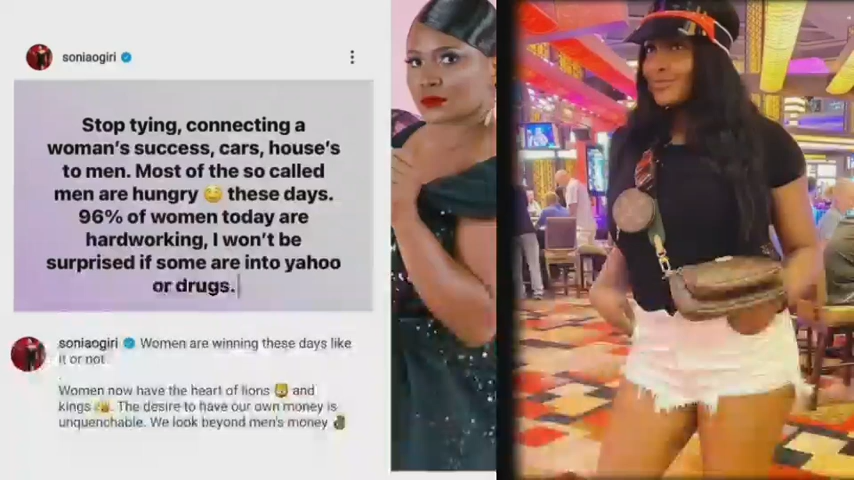 soniaogiri
Stop tying, connecting a
woman's success, cars, house's
to men. Most of the so called
men are hungry 🤤 these days.
96% of women today are
hardworking, I won't be
surprised if some are into yahoo
or drugs.
soniaogiri Women are winning these days like
it or not
.
Women now have the heart of lions 🦁 and
kings 👑. The desire to have our own money is
unquenchable. We look beyond men's money 💰